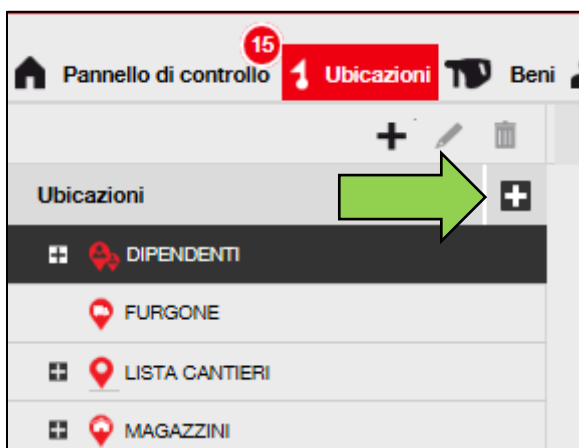 15
Pannello di controllo Ubicazioni Beni
Ubicazioni
DIPENDENTI
FURGONE
LISTA CANTIERI
MAGAZZINI